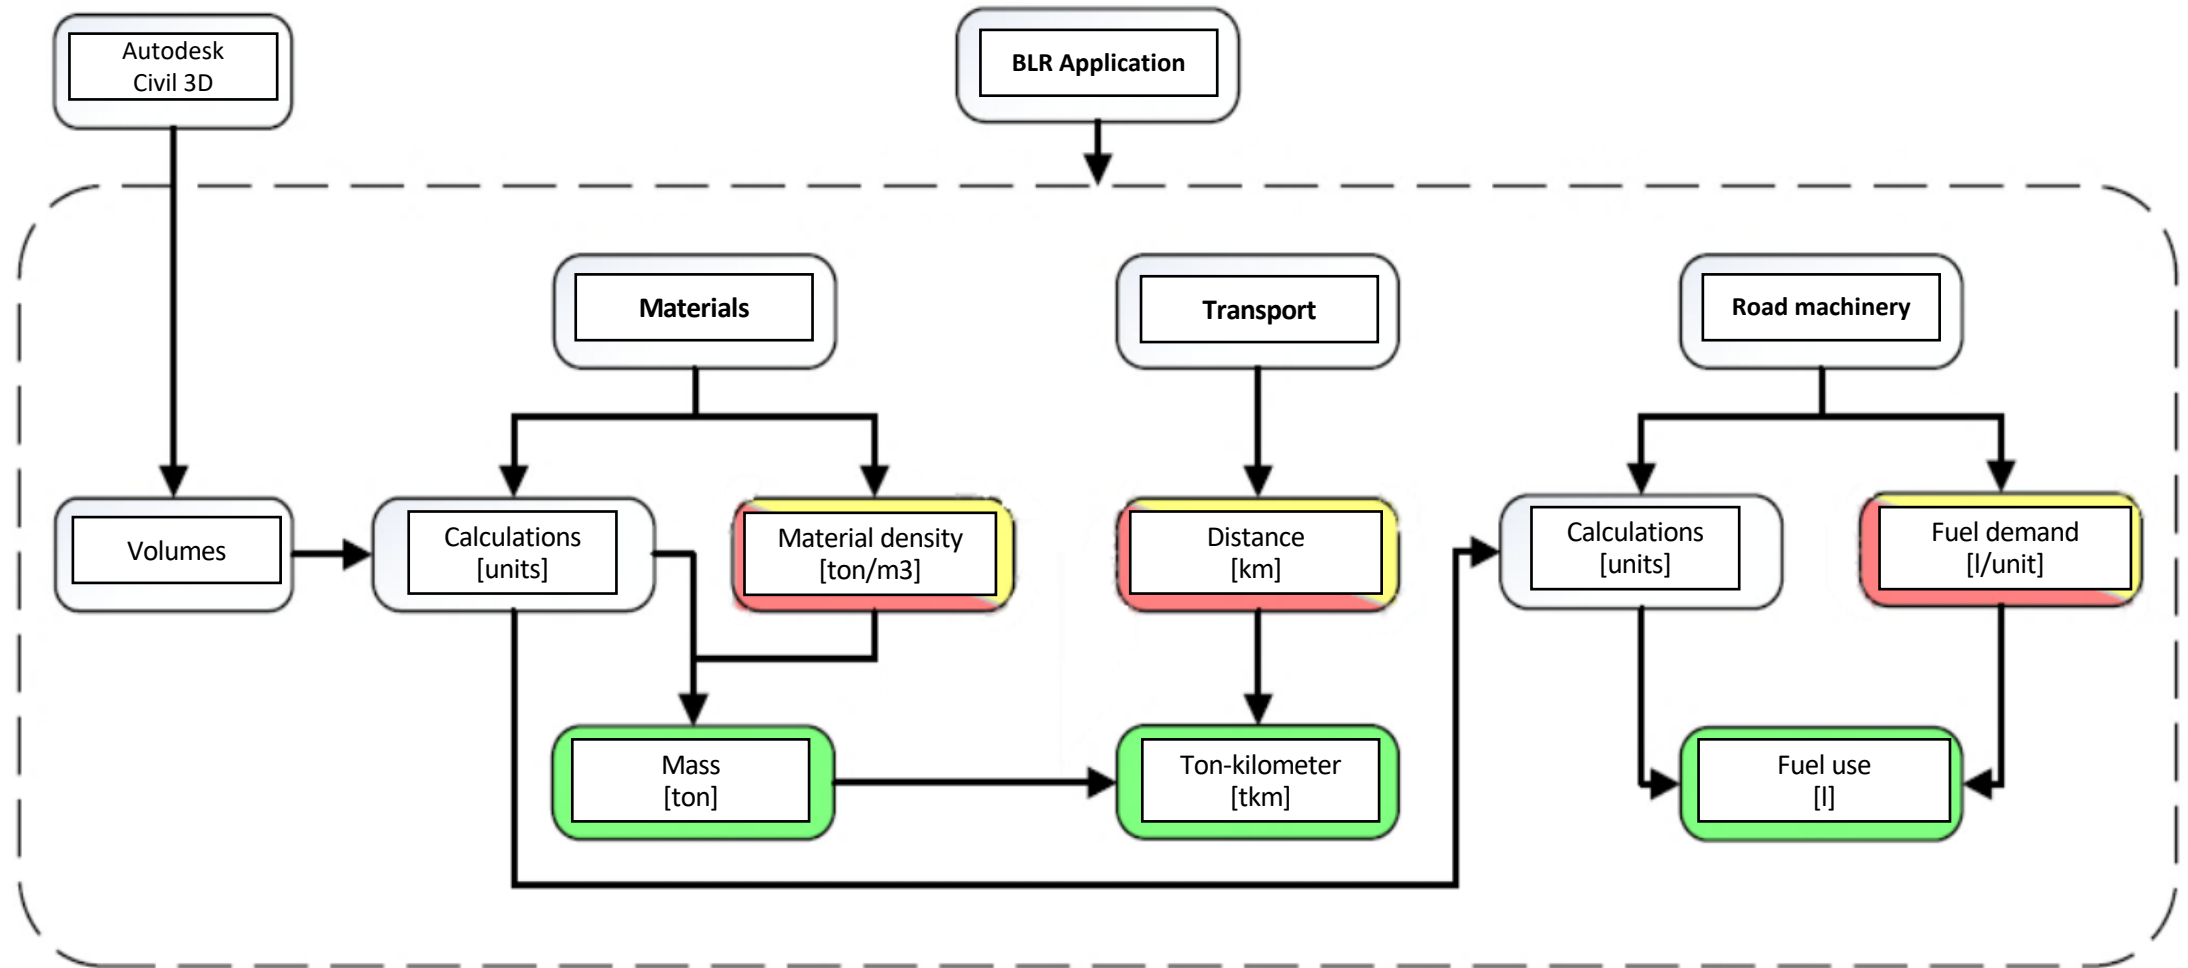 Autodesk
Civil 3D
BLR Application
Materials
Transport
Road machinery
Volumes
Calculations
[units]
Material density
[ton/m3]
Distance
[km]
Calculations
[units]
Fuel demand
[l/unit]
Mass
[ton]
Ton-kilometer
[tkm]
Fuel use
[l]